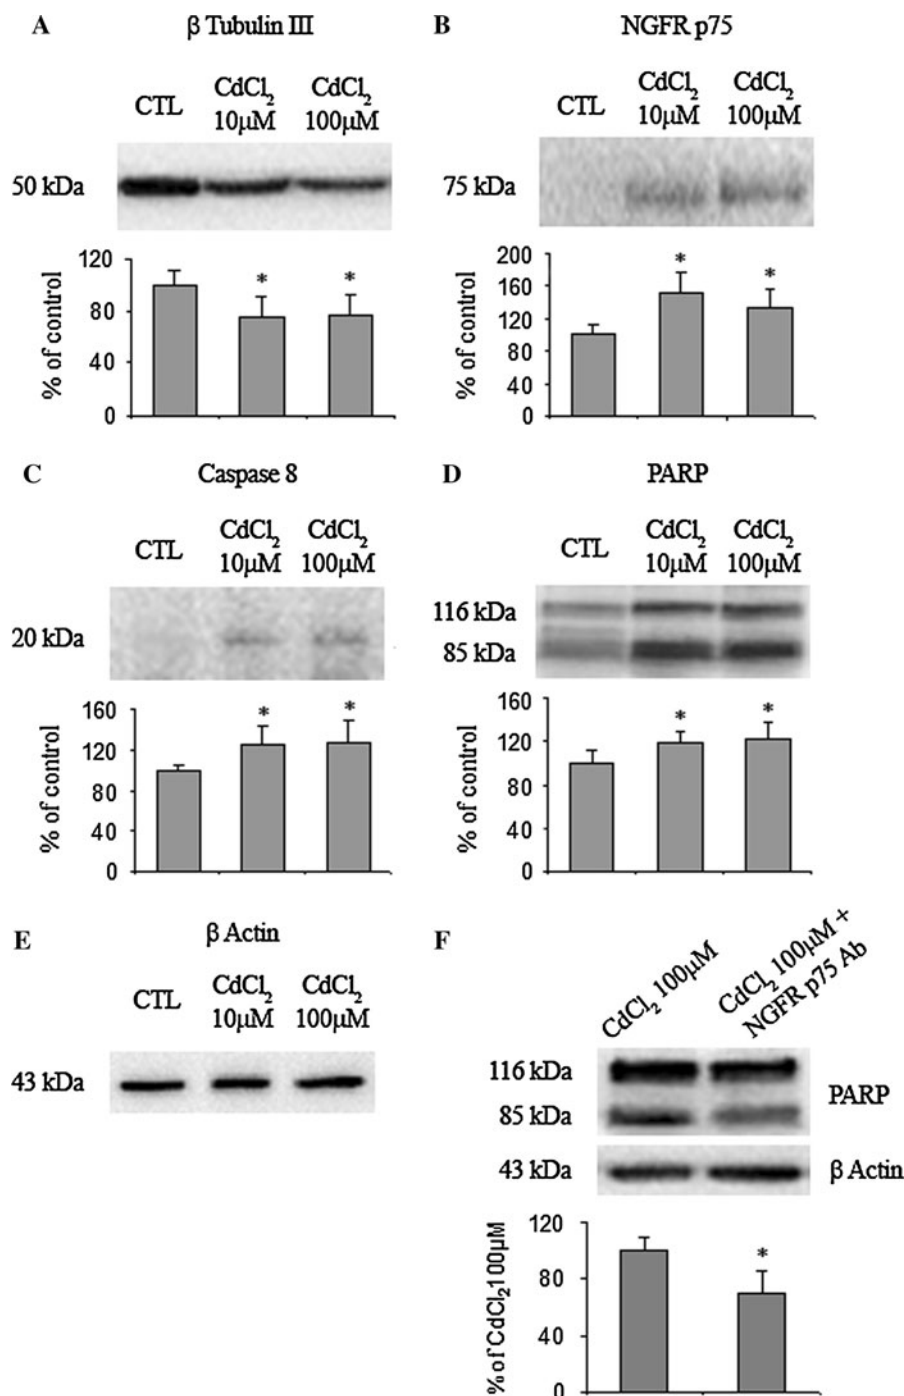 A
β Tubulin III
CTL
CdCl₂
10µM
CdCl₂
100µM
50 kDa
% of control
120
80
40
0
*
*
B
NGFR p75
CTL
CdCl₂
10µM
CdCl₂
100µM
75 kDa
% of control
200
160
120
80
40
0
*
*
C
Caspase 8
CTL
CdCl₂
10µM
CdCl₂
100µM
20 kDa
% of control
160
120
80
40
0
*
*
D
PARP
CTL
CdCl₂
10µM
CdCl₂
100µM
116 kDa
85 kDa
% of control
160
120
80
40
0
*
*
E
β Actin
CTL
CdCl₂
10µM
CdCl₂
100µM
43 kDa
F
CdCl₂ 100µM
CdCl₂ 100µM +
NGFR p75 Ab
116 kDa
85 kDa
PARP
43 kDa
β Actin
% of CdCl₂100µM
120
80
40
0
*